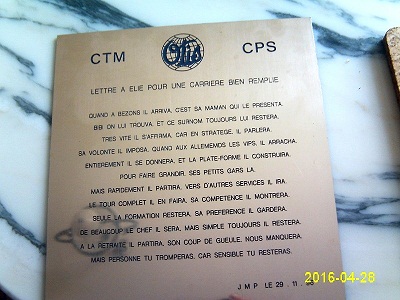 CTM CPS
LETTRE A ELIE POUR UNE CARRIERE BIEN REMPLIE
QUAND A BEZONS IL ARRIVA, C'EST SA MAMAN QUI LE PRESENTA.
BIBI ON LUI TROUVA, ET CE SURNOM TOUJOURS LUI RESTERA.
TRES VITE IL S'AFFIRMA, CAR EN STRATEGE, IL PARLERA.
SA VOLONTE IL IMPOSA, QUAND AUX ALLEMENDS LES VIPS, IL ARRACHA.
ENTIEREMENT IL SE DONNERA, ET LA PLATE-FORME IL CONSTRUIRA.
POUR FAIRE GRANDIR, SES PETITS GARS LA.
MAIS RAPIDEMENT IL PARTIRA, VERS D'AUTRES SERVICES IL IRA.
LE TOUR COMPLET IL EN FAIRA, SA COMPETENCE IL MONTRERA.
SEULE LA FORMATION RESTERA, SA PREFERENCE IL GARDERA.
DE BEAUCOUP LE CHEF IL SERA, MAIS SIMPLE TOUJOURS IL RESTERA.
A LA RETRAITE IL PARTIRA, SON COUP DE GUEULE, NOUS MANQUERA.
MAIS PERSONNE TU TROMPERAS, CAR SENSIBLE TU RESTERAS.
J M P LE 29 . 11 .
2016-04-28